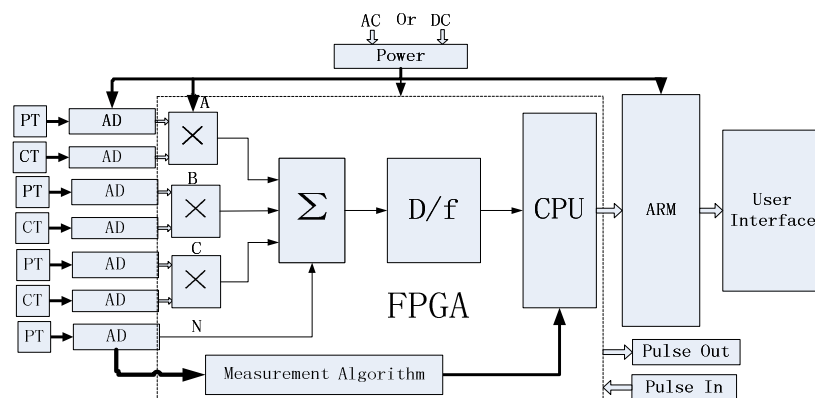 AC Or DC
Power
A
PT AD ×
CT AD
B
PT AD ×
CT AD
C
PT AD ×
CT AD
N
PT AD
Σ
D/f
CPU
FPGA
ARM
User
Interface
Measurement Algorithm
Pulse Out
Pulse In